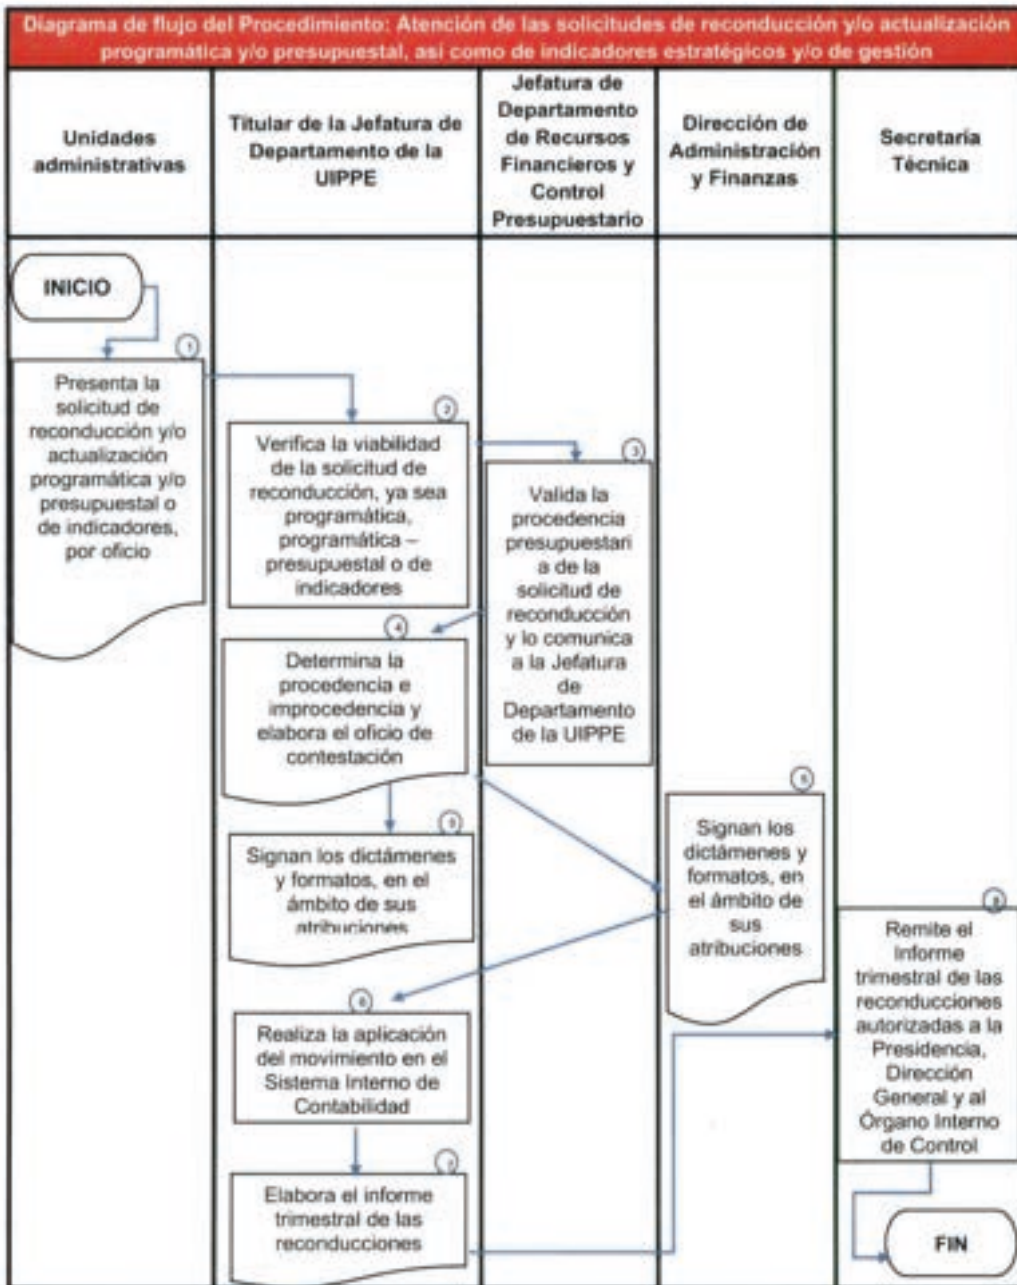 Diagrama de flujo del Procedimiento: Atención de las solicitudes de reconducción y/o actualización
programática y/o presupuestal, así como de indicadores estratégicos y/o de gestión
Unidades
administrativas
Titular de la Jefatura de
Departamento de la
UIPPE
Jefatura de
Departamento
de Recursos
Financieros y
Control
Presupuestario
Dirección de
Administración
y Finanzas
Secretaría
Técnica
INICIO
1
Presenta la
solicitud de
reconducción y/o
actualización
programática y/o
presupuestal o
de indicadores,
por oficio
2
Verifica la viabilidad
de la solicitud de
reconducción, ya sea
programática,
programática –
presupuestal o de
indicadores
3
Valida la
procedencia
presupuestari
a de la
solicitud de
reconducción
y lo comunica
a la Jefatura
de
Departamento
de la UIPPE
4
Determina la
procedencia e
improcedencia y
elabora el oficio de
contestación
5
Signan los dictámenes
y formatos, en el
ámbito de sus
atribuciones
5
Signan los
dictámenes y
formatos, en
el ámbito de
sus
atribuciones
6
Realiza la aplicación
del movimiento en el
Sistema Interno de
Contabilidad
7
Elabora el informe
trimestral de las
reconducciones
8
Remite el
Informe
trimestral de las
reconducciones
autorizadas a la
Presidencia,
Dirección
General y al
Órgano Interno
de Control
FIN